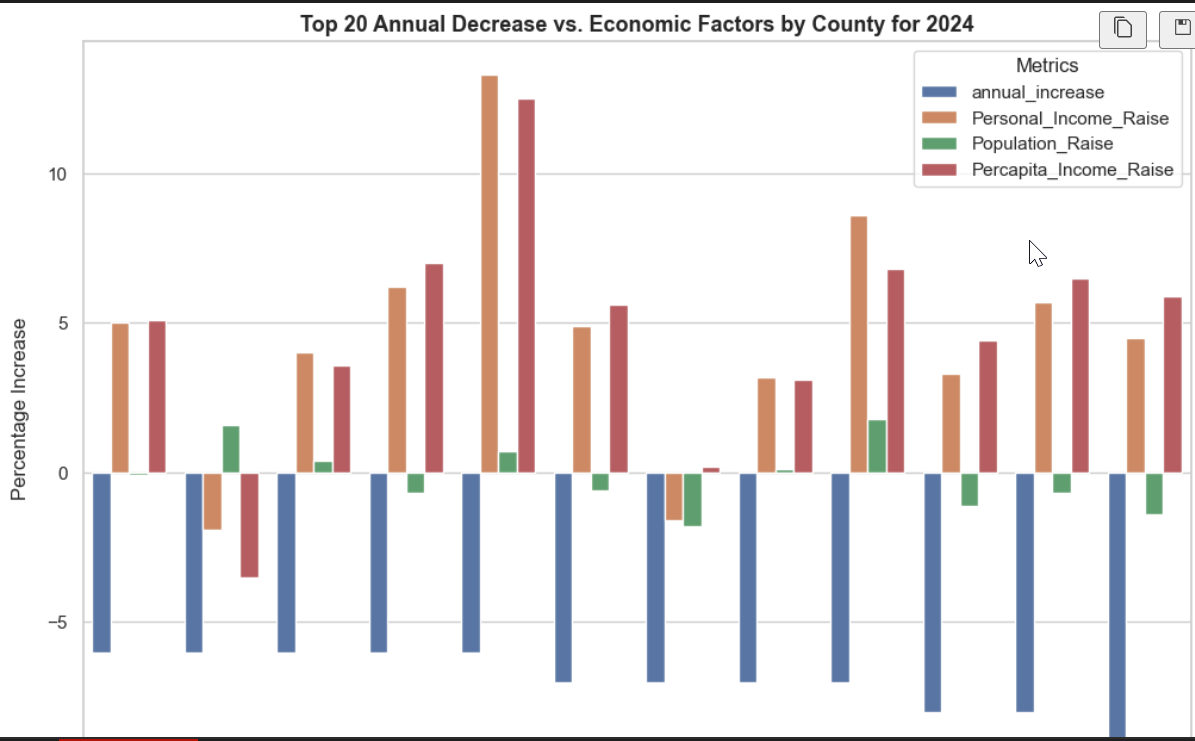 Top 20 Annual Decrease vs. Economic Factors by County for 2024
Metrics
annual_increase
Personal_Income_Raise
Population_Raise
Percapita_Income_Raise
10
5
0
−5
Percentage Increase